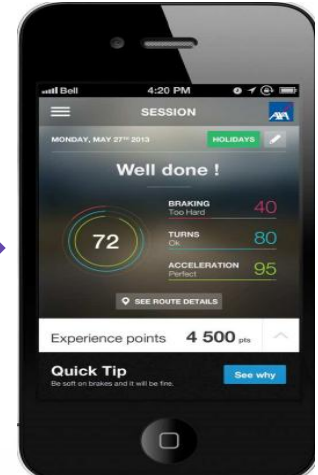 Bell 4:20 PM
SESSION AXA
MONDAY, MAY 27TH 2013 HOLIDAYS
Well done !
72
BRAKING
Too Hard
40
TURNS
Ok
80
ACCELERATION
Perfect
95
SEE ROUTE DETAILS
Experience points 4 500 pts
Quick Tip
Be soft on brakes and it will be fine.
See why